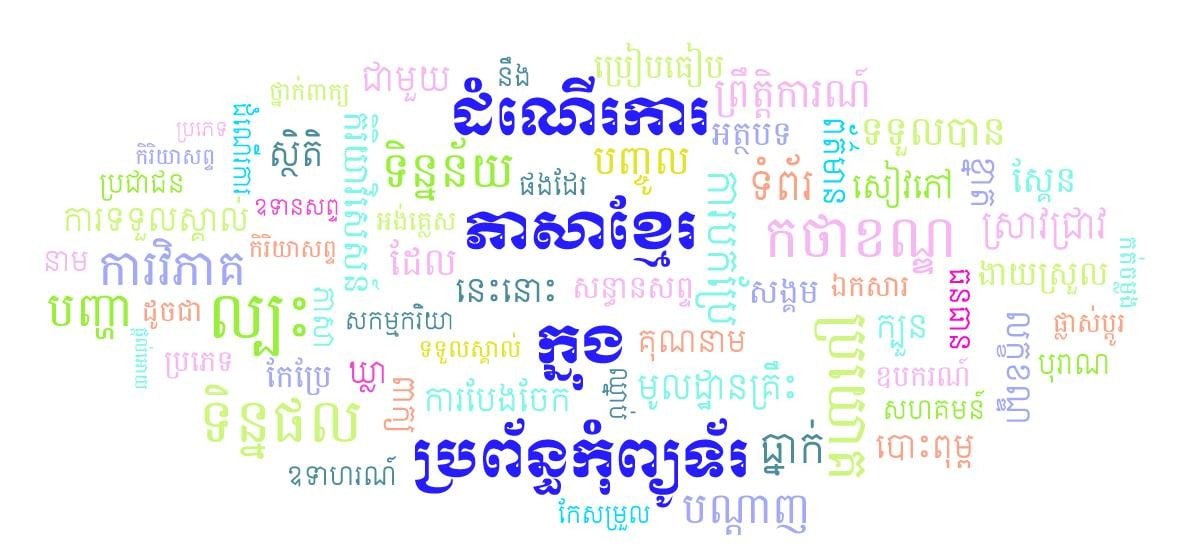 នឹង
ប្រៀបធៀប
ជាមួយ
ថ្នាក់ពាក្យ
ដំណើរការ
ព្រឹត្តិការណ៍
ប្រភេទ
អត្ថបទ
ទទួលបាន
កិរិយាសព្ទ
ស្ថិតិ
ទិន្នន័យ
បញ្ចូល
ផងដែរ
ទំព័រ
សៀវភៅ
ស្គែន
ប្រជាជន
ឧទានសព្ទ
ការទទួលស្គាល់
អង់គ្លេស
ភាសាខ្មែរ
កថាខណ្ឌ
ស្រាវជ្រាវ
កិរិយាសព្ទ
នាម
ការវិភាគ
ដែល
នេះនោះ
សន្ធានសព្ទ
សង្គម
ឯកសារ
ងាយស្រួល
បញ្ហា
ដូចជា
ល្បះ
សកម្មករិយា
ក្នុង
គុណនាម
ក្បួន
ផ្លាស់ប្តូរ
ទទួលស្គាល់
ប្រភេទ
កែប្រែ
ឃ្លា
ការបែងចែក
មូលដ្ឋានគ្រឹះ
ឧបករណ៍
បុរាណ
សហគមន៍
ទិន្នផល
ប្រព័ន្ធកុំព្យូទ័រ
ធ្នាក់
បោះពុម្ព
ឧទាហរណ៍
កែសម្រួល
បណ្តាញ